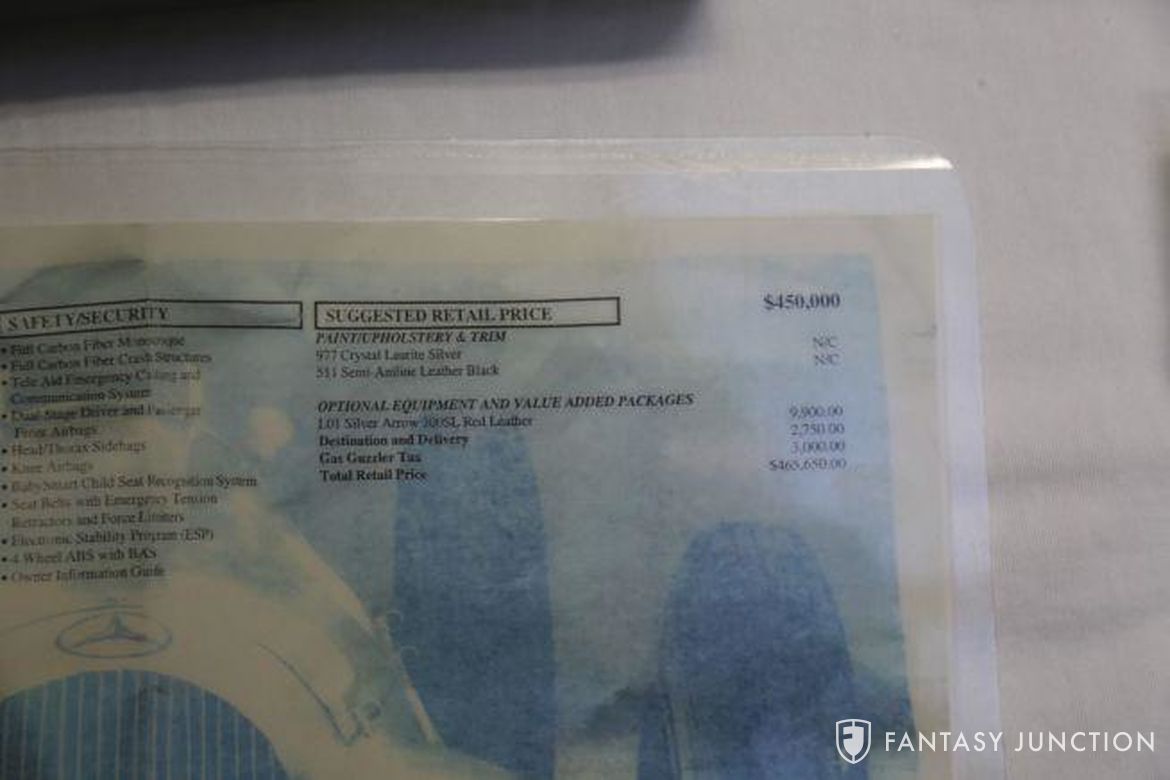 SAFETY/SECURITY
• Full Carbon Fiber Monocoque
• Full Carbon Fiber Crash Structures
• Tele Aid Emergency Calling and
Communication System
• Dual Stage Driver and Passenger
Front Airbags
• Head/Thorax Sidebags
• Knee Airbags
• BabySmart Child Seat Recognition System
• Seat Belts with Emergency Tension
Retractors and Force Limiters
• Electronic Stability Program (ESP)
• 4 Wheel ABS with BAS
• Owner Information Guide
SUGGESTED RETAIL PRICE $450,000
PAINT/UPHOLSTERY & TRIM
977 Crystal Laurite Silver N/C
511 Semi-Aniline Leather Black N/C
OPTIONAL EQUIPMENT AND VALUE ADDED PACKAGES
L01 Silver Arrow 300SL Red Leather 9,900.00
Destination and Delivery 2,750.00
Gas Guzzler Tax 3,000.00
Total Retail Price $465,650.00
FANTASY JUNCTION